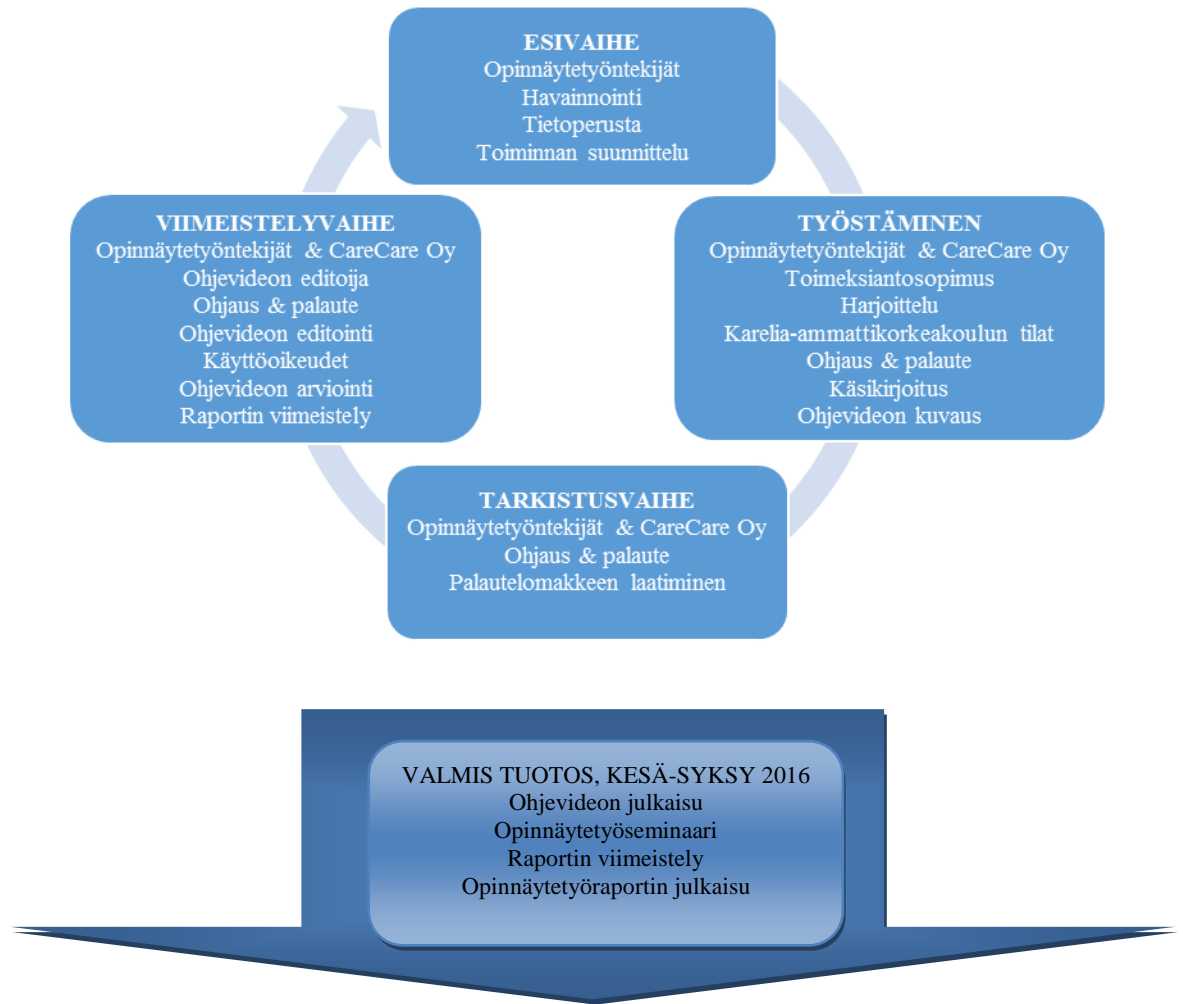 ESIVAIHE
Opinnäytetyöntekijät
Havainnointi
Tietoperusta
Toiminnan suunnittelu
TYÖSTÄMINEN
Opinnäytetyöntekijät & CareCare Oy
Toimeksiantosopimus
Harjoittelu
Karelia-ammattikorkeakoulun tilat
Ohjaus & palaute
Käsikirjoitus
Ohjevideon kuvaus
TARKISTUSVAIHE
Opinnäytetyöntekijät & CareCare Oy
Ohjaus & palaute
Palautelomakkeen laatiminen
VIIMEISTELYVAIHE
Opinnäytetyöntekijät & CareCare Oy
Ohjevideon editoija
Ohjaus & palaute
Ohjevideon editointi
Käyttöoikeudet
Ohjevideon arviointi
Raportin viimeistely
VALMIS TUOTOS, KESÄ-SYKSY 2016
Ohjevideon julkaisu
Opinnäytetyöseminaari
Raportin viimeistely
Opinnäytetyöraportin julkaisu